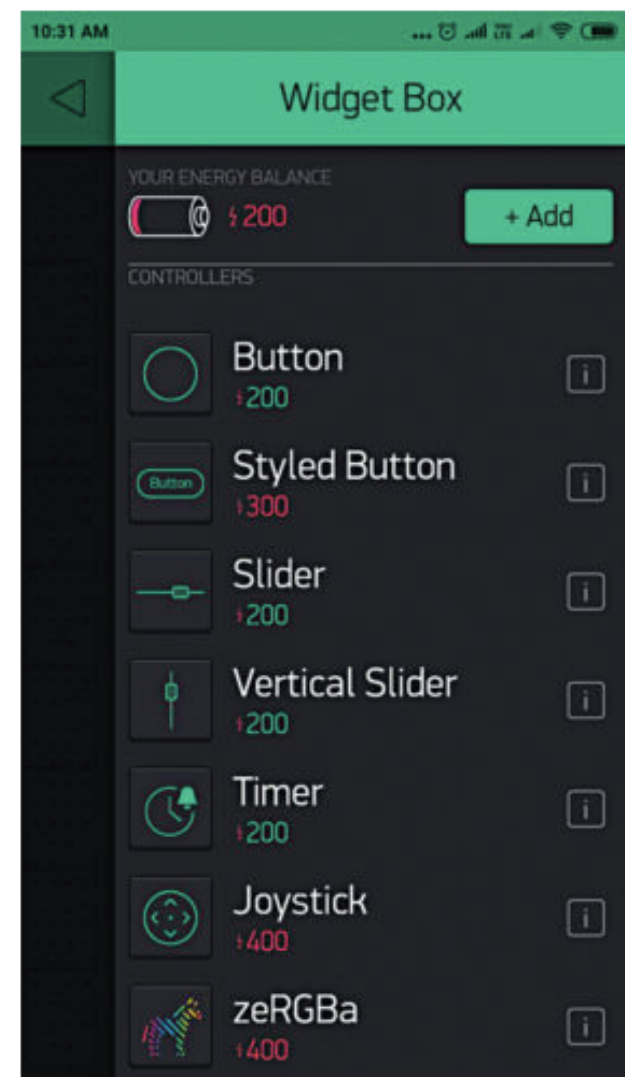 10:31 AM
Widget Box
YOUR ENERGY BALANCE
200
+ Add
CONTROLLERS
Button
200
Button
Styled Button
300
Slider
200
Vertical Slider
200
Timer
200
Joystick
400
zeRGBa
400